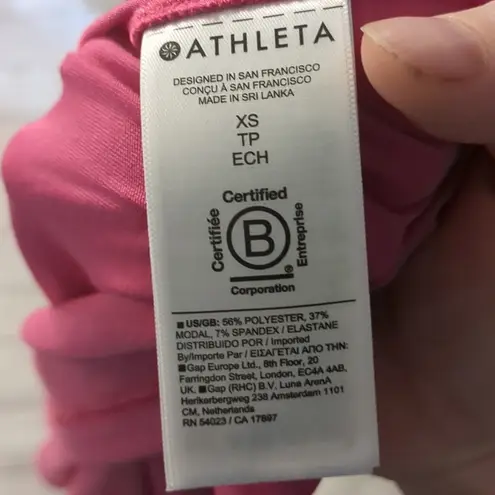 ATHLETA
DESIGNED IN SAN FRANCISCO
CONÇU À SAN FRANCISCO
MADE IN SRI LANKA
XS
TP
ECH
Certified
Certifiée
B
Entreprise
®
Corporation
■ US/GB: 56% POLYESTER, 37%
MODAL, 7% SPANDEX / ELASTANE
DISTRIBUIDO POR / Imported
By/Importe Par / ΕΙΣΑΓΕΤΑΙ ΑΠΟ ΤΗΝ:
■Gap Europe Ltd., 8th Floor, 20
Farringdon Street, London, EC4A 4AB,
UK. ■Gap (RHC) B.V. Luna ArenA
Herikerbergweg 238 Amsterdam 1101
CM, Netherlands
RN 54023 / CA 17897